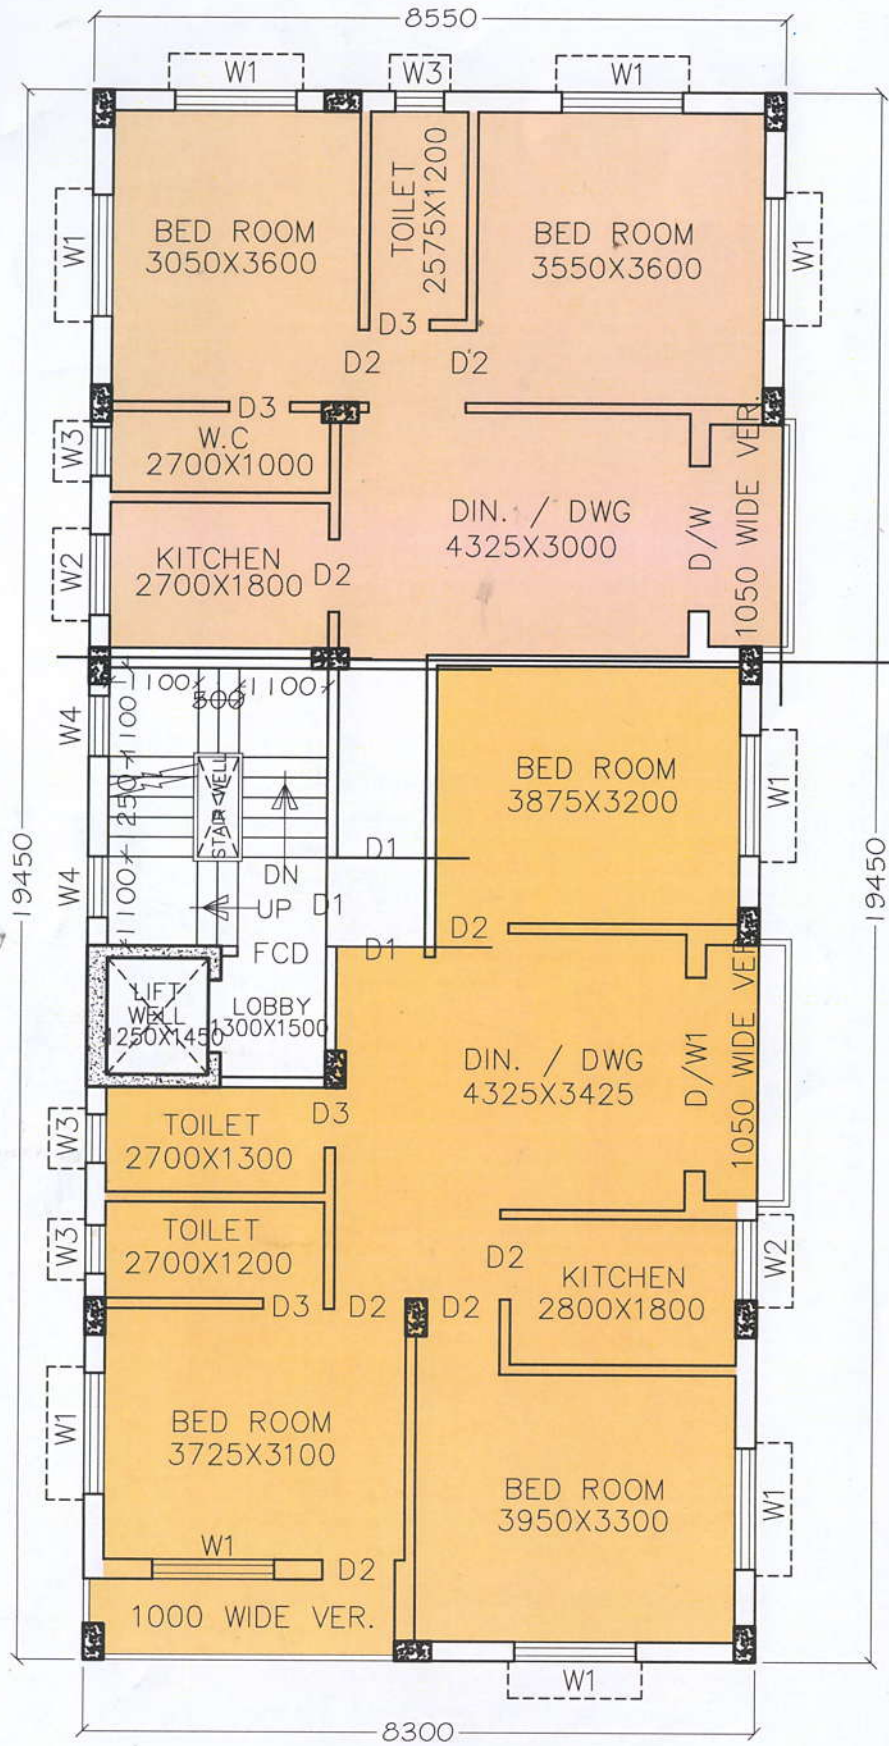 8550
W1
W3
W1
W1
BED ROOM
3050X3600
TOILET
2575X1200
BED ROOM
3550X3600
W1
D3
D2
D2
D3
W3
W.C
2700X1000
1050 WIDE VER.
DIN. / DWG
4325X3000
D/W
W2
KITCHEN
2700X1800
D2
1100
500
1100
W4
1100
250
1100
STAIR WELL
BED ROOM
3875X3200
W1
19450
19450
W4
D1
DN
UP
D1
D2
FCD
D1
LIFT
WELL
1250X1450
LOBBY
1300X1500
DIN. / DWG
4325X3425
D/W1
1050 WIDE VER
W3
TOILET
2700X1300
D3
W3
TOILET
2700X1200
D2
KITCHEN
2800X1800
W2
D3
D2
D2
W1
BED ROOM
3725X3100
BED ROOM
3950X3300
W1
W1
D2
1000 WIDE VER.
W1
8300